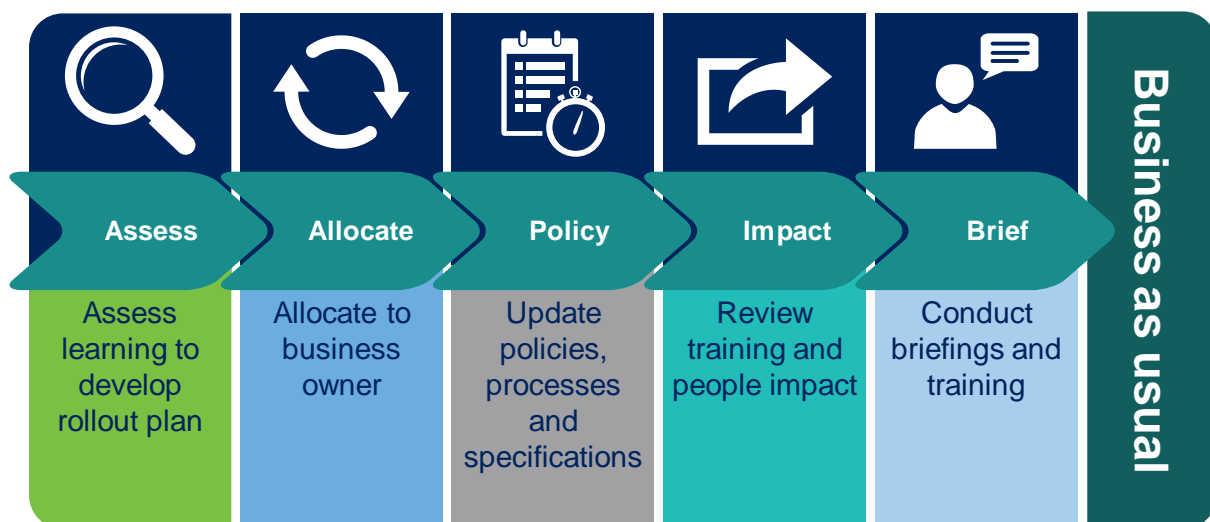 Assess
Allocate
Policy
Impact
Brief
Assess
learning to
develop
rollout plan
Allocate to
business
owner
Update
policies,
processes
and
specifications
Review
training and
people impact
Conduct
briefings and
training
Business as usual